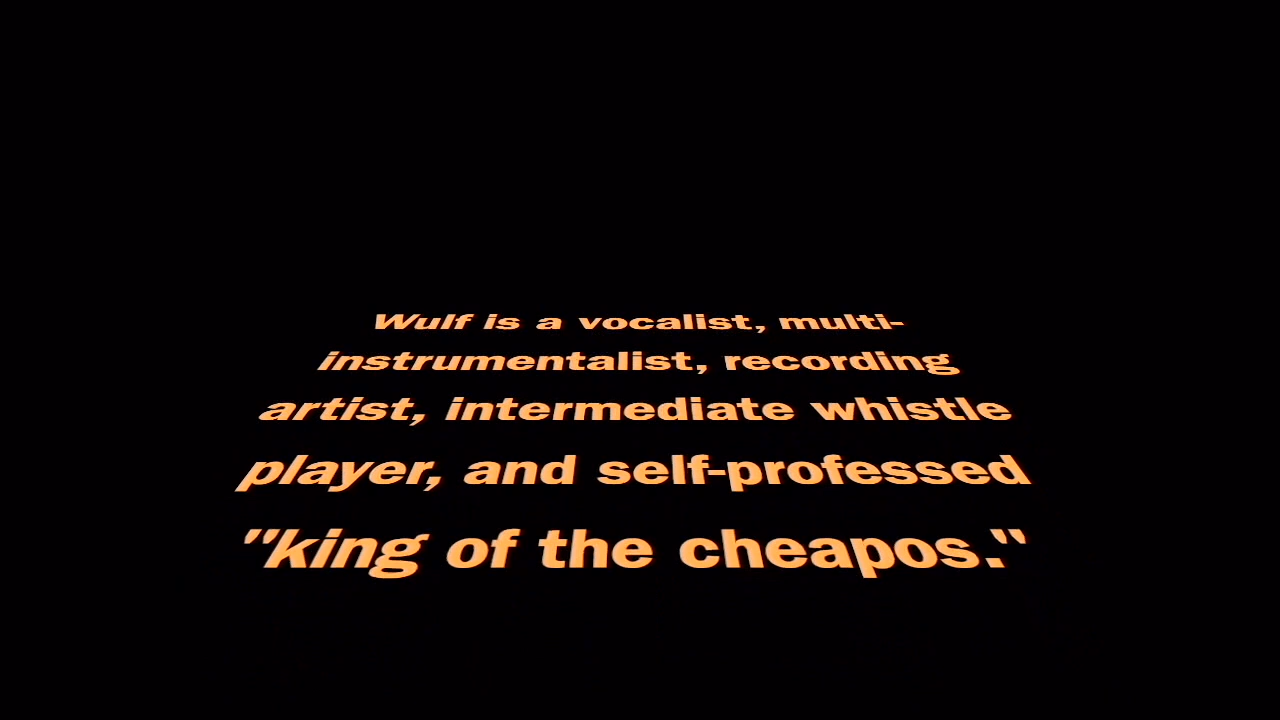 Wulf is a vocalist, multi-
instrumentalist, recording
artist, intermediate whistle
player, and self-professed
"king of the cheapos."